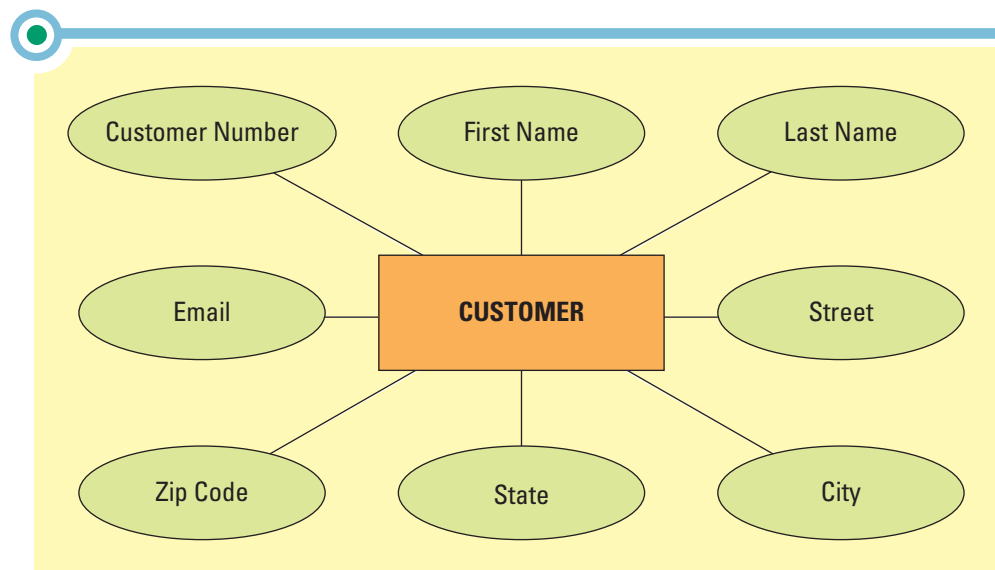 Customer Number
First Name
Last Name
Email
CUSTOMER
Street
Zip Code
State
City